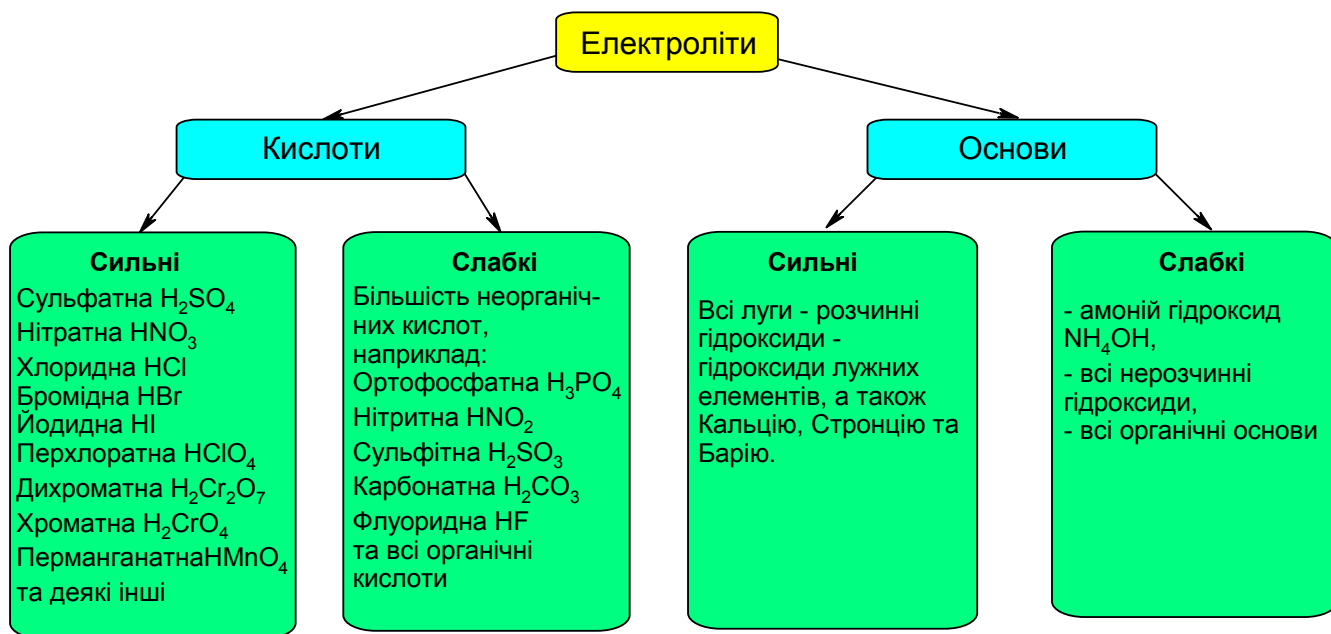 Електроліти
Кислоти
Основи
Сильні
Сульфатна H₂SO₄
Нітратна HNO₃
Хлоридна HCl
Бромідна HBr
Йодидна HI
Перхлоратна HClO₄
Дихроматна H₂Cr₂O₇
Хроматна H₂CrO₄
ПерманганатнаHMnO₄
та деякі інші
Слабкі
Більшість неорганіч-
них кислот,
наприклад:
Ортофосфатна H₃PO₄
Нітритна HNO₂
Сульфітна H₂SO₃
Карбонатна H₂CO₃
Флуоридна HF
та всі органічні
кислоти
Сильні
Всі луги - розчинні
гідроксиди -
гідроксиди лужних
елементів, а також
Кальцію, Стронцію та
Барію.
Слабкі
- амоній гідроксид
NH₄OH,
- всі нерозчинні
гідроксиди,
- всі органічні основи